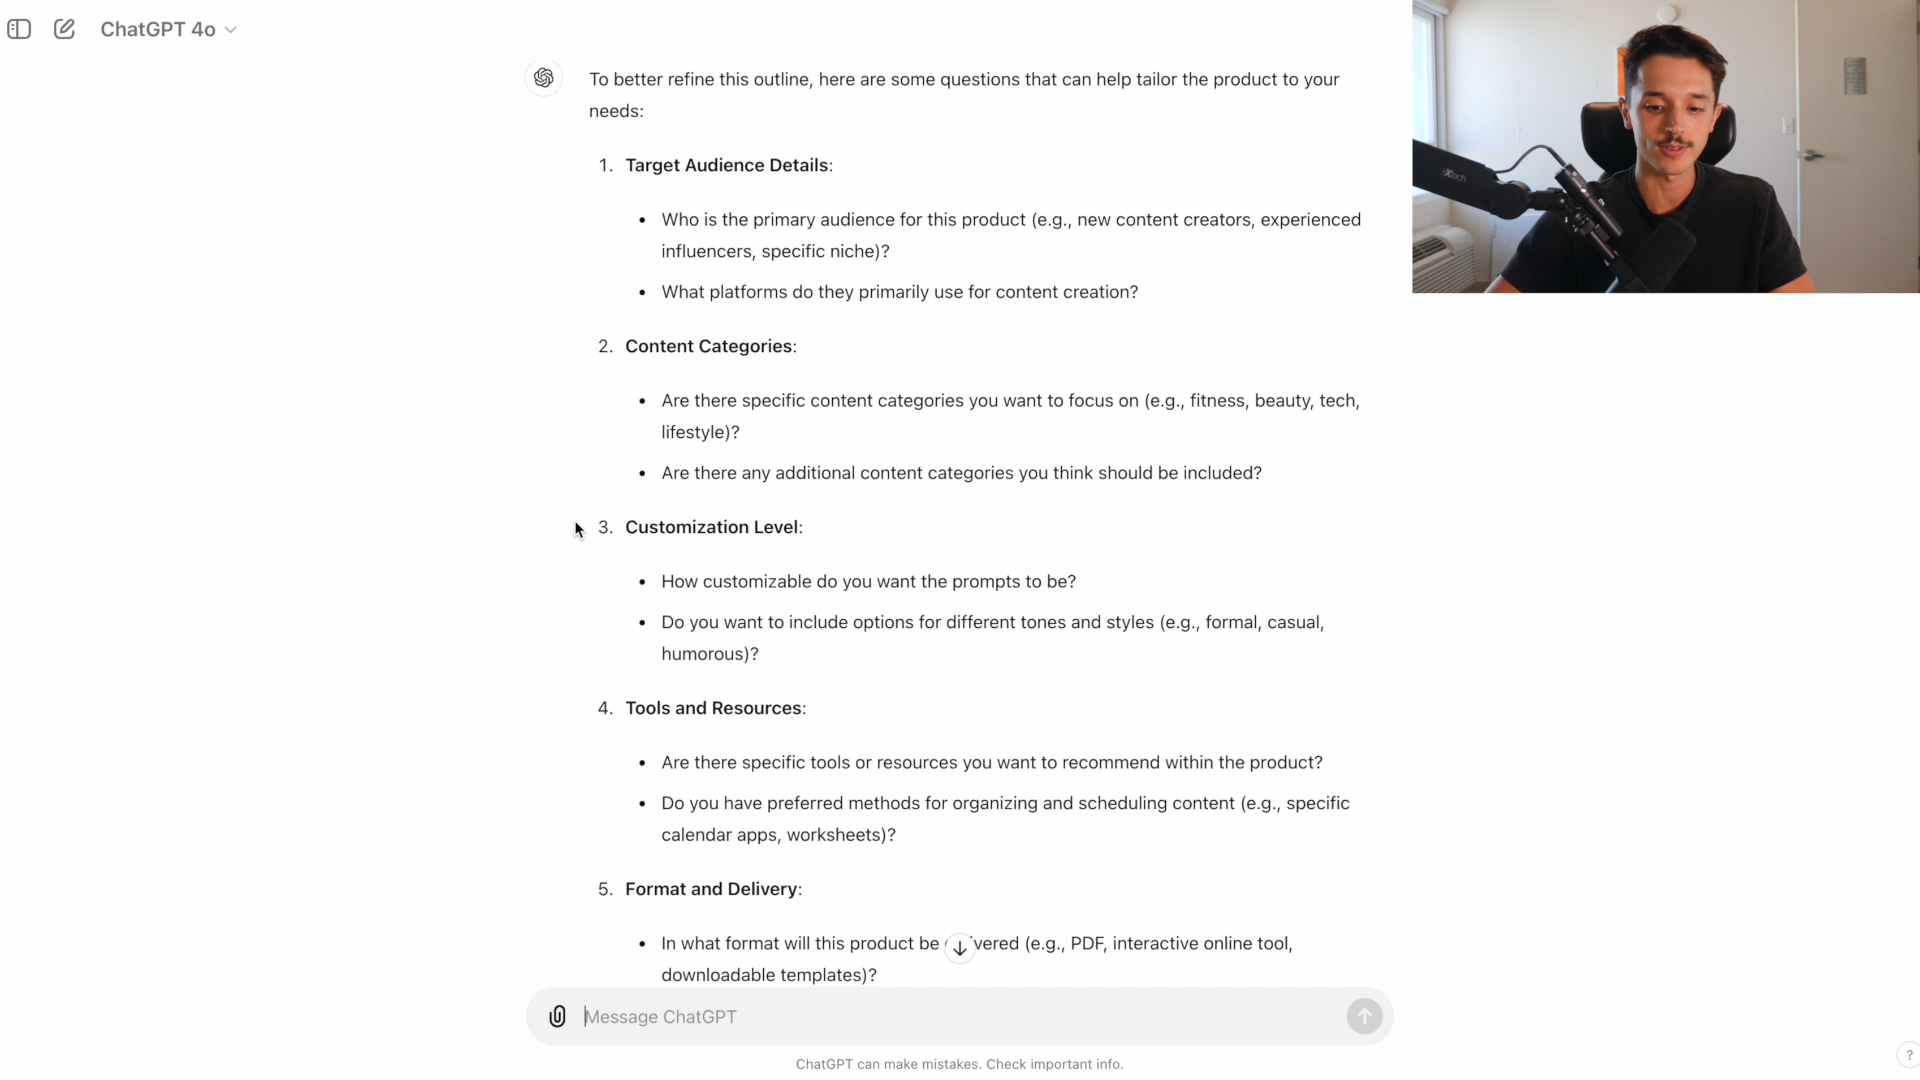 ChatGPT 4o
To better refine this outline, here are some questions that can help tailor the product to your
needs:
1. Target Audience Details:
• Who is the primary audience for this product (e.g., new content creators, experienced
influencers, specific niche)?
• What platforms do they primarily use for content creation?
2. Content Categories:
• Are there specific content categories you want to focus on (e.g., fitness, beauty, tech,
lifestyle)?
• Are there any additional content categories you think should be included?
3. Customization Level:
• How customizable do you want the prompts to be?
• Do you want to include options for different tones and styles (e.g., formal, casual,
humorous)?
4. Tools and Resources:
• Are there specific tools or resources you want to recommend within the product?
• Do you have preferred methods for organizing and scheduling content (e.g., specific
calendar apps, worksheets)?
5. Format and Delivery:
• In what format will this product be vered (e.g., PDF, interactive online tool,
downloadable templates)?
Message ChatGPT
ChatGPT can make mistakes. Check important info.
?